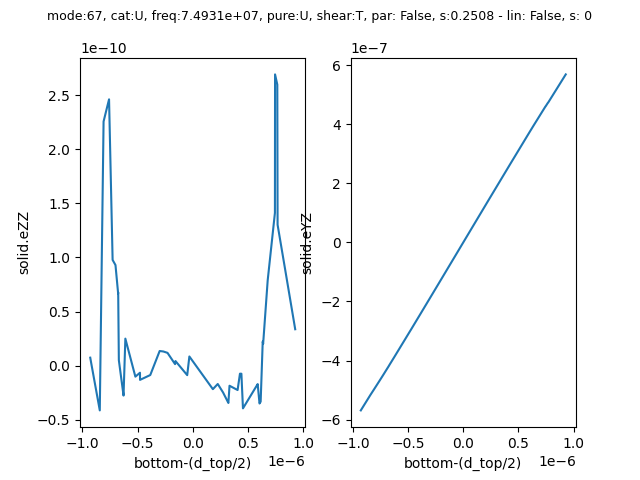 mode:67, cat:U, freq:7.4931e+07, pure:U, shear:T, par: False, s:0.2508 - lin: False, s: 0
1e−10
2.5
2.0
1.5
1.0
0.5
0.0
−0.5
solid.eZZ
−1.0
−0.5
0.0
0.5
1.0
bottom-(d_top/2)
1e−6
1e−7
6
4
2
0
−2
−4
−6
solid.eYZ
−1.0
−0.5
0.0
0.5
1.0
bottom-(d_top/2)
1e−6